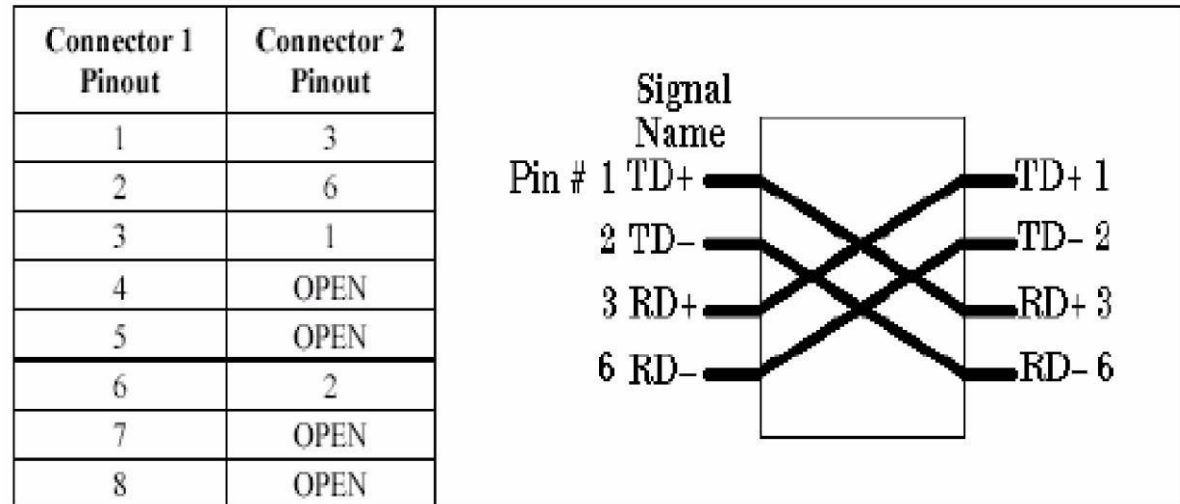 Connector 1 Pinout
Connector 2 Pinout
1 3
2 6
3 1
4 OPEN
5 OPEN
6 2
7 OPEN
8 OPEN
Signal
Name
Pin # 1 TD+ TD+ 1
2 TD- TD- 2
3 RD+ RD+ 3
6 RD- RD- 6